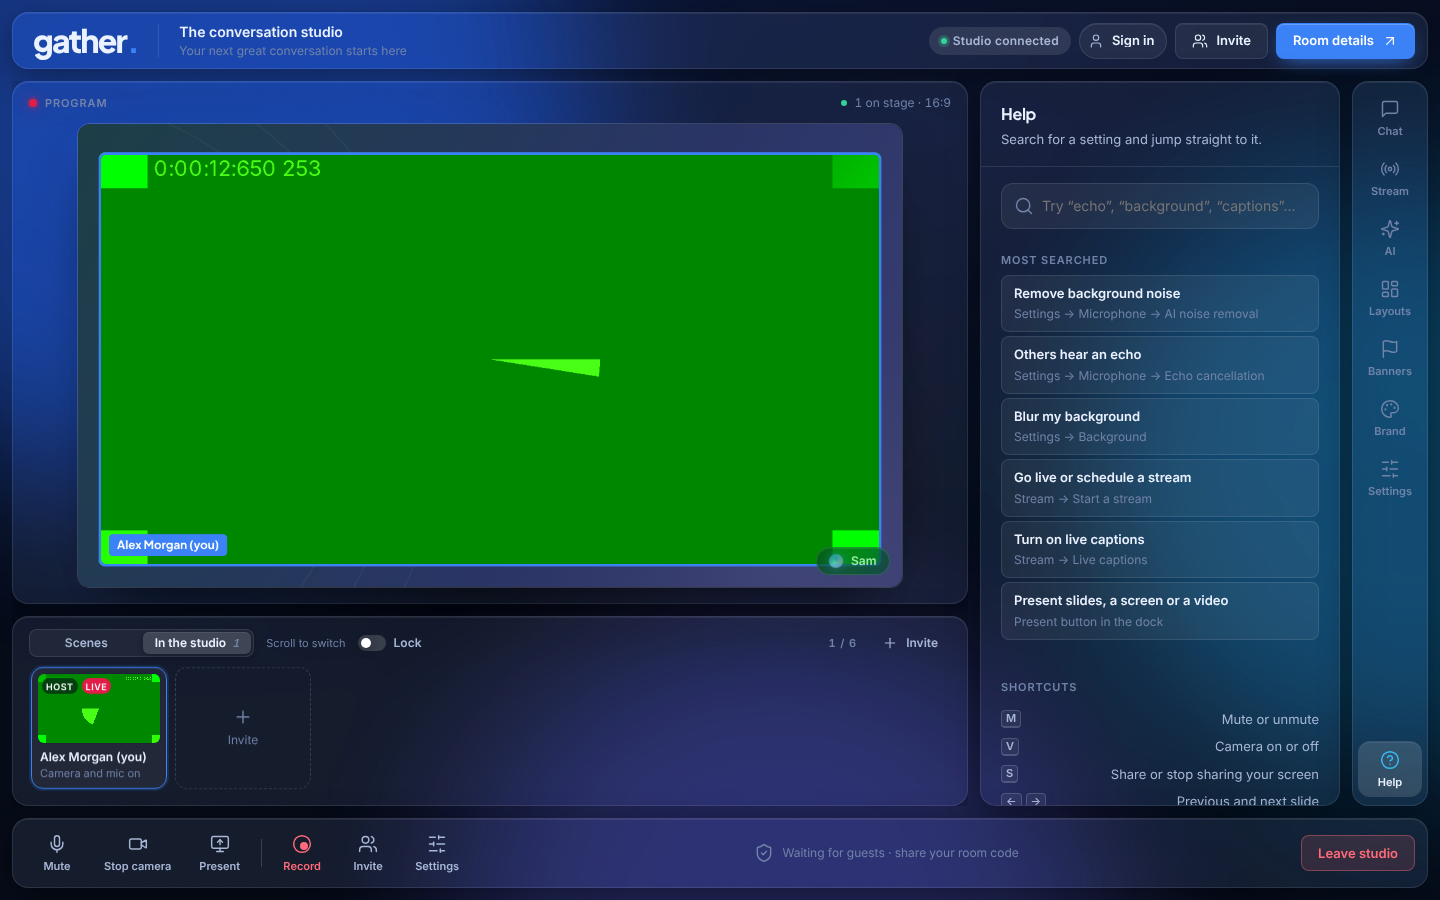 gather.
The conversation studio
Your next great conversation starts here
Studio connected
Sign in
Invite
Room details
PROGRAM
1 on stage · 16:9
0:00:12:650 253
Alex Morgan (you)
Sam
Scenes
In the studio 1
Scroll to switch
Lock
1 / 6
Invite
HOST
LIVE
Alex Morgan (you)
Camera and mic on
Invite
Help
Search for a setting and jump straight to it.
Try “echo”, “background”, “captions”...
MOST SEARCHED
Remove background noise
Settings → Microphone → AI noise removal
Others hear an echo
Settings → Microphone → Echo cancellation
Blur my background
Settings → Background
Go live or schedule a stream
Stream → Start a stream
Turn on live captions
Stream → Live captions
Present slides, a screen or a video
Present button in the dock
SHORTCUTS
M Mute or unmute
V Camera on or off
S Share or stop sharing your screen
← → Previous and next slide
Chat
Stream
AI
Layouts
Banners
Brand
Settings
Help
Mute
Stop camera
Present
Record
Invite
Settings
Waiting for guests · share your room code
Leave studio